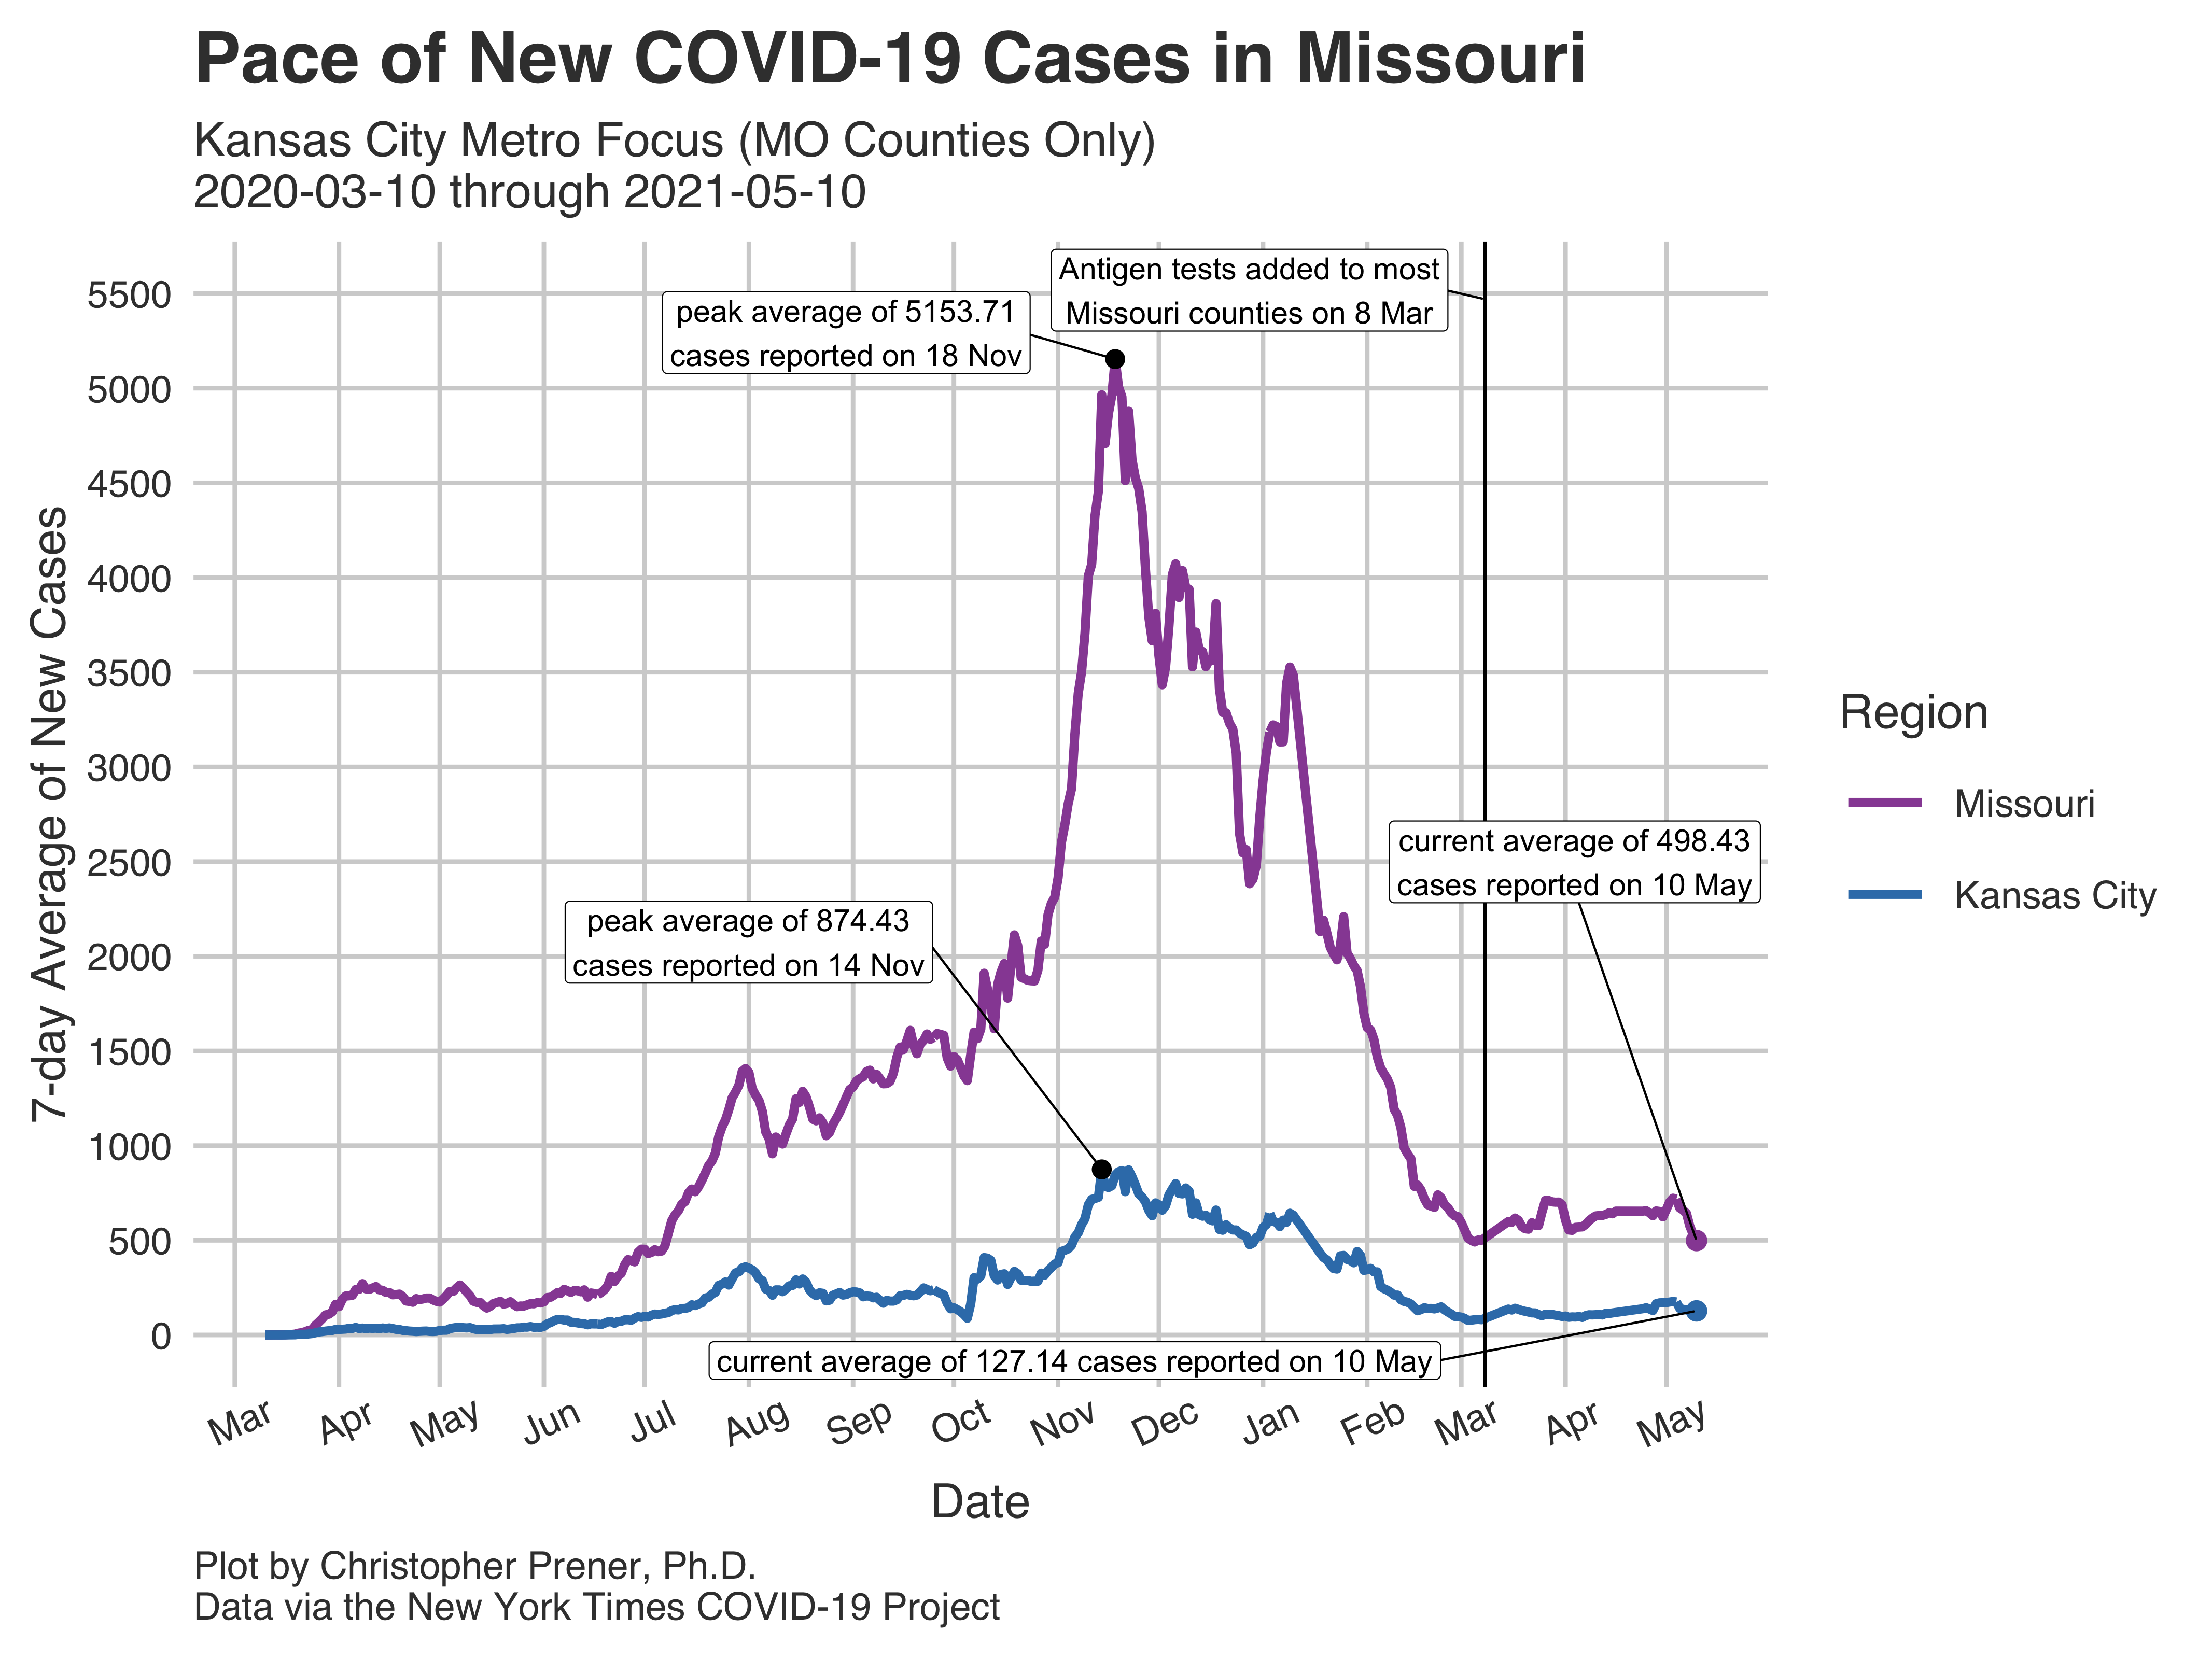 Pace of New COVID-19 Cases in Missouri
Kansas City Metro Focus (MO Counties Only)
2020-03-10 through 2021-05-10
7-day Average of New Cases
5500
5000
4500
4000
3500
3000
2500
2000
1500
1000
500
0
Antigen tests added to most
Missouri counties on 8 Mar
peak average of 5153.71
cases reported on 18 Nov
current average of 498.43
cases reported on 10 May
peak average of 874.43
cases reported on 14 Nov
current average of 127.14 cases reported on 10 May
Mar Apr May Jun Jul Aug Sep Oct Nov Dec Jan Feb Mar Apr May
Date
Region
Missouri
Kansas City
Plot by Christopher Prener, Ph.D.
Data via the New York Times COVID-19 Project